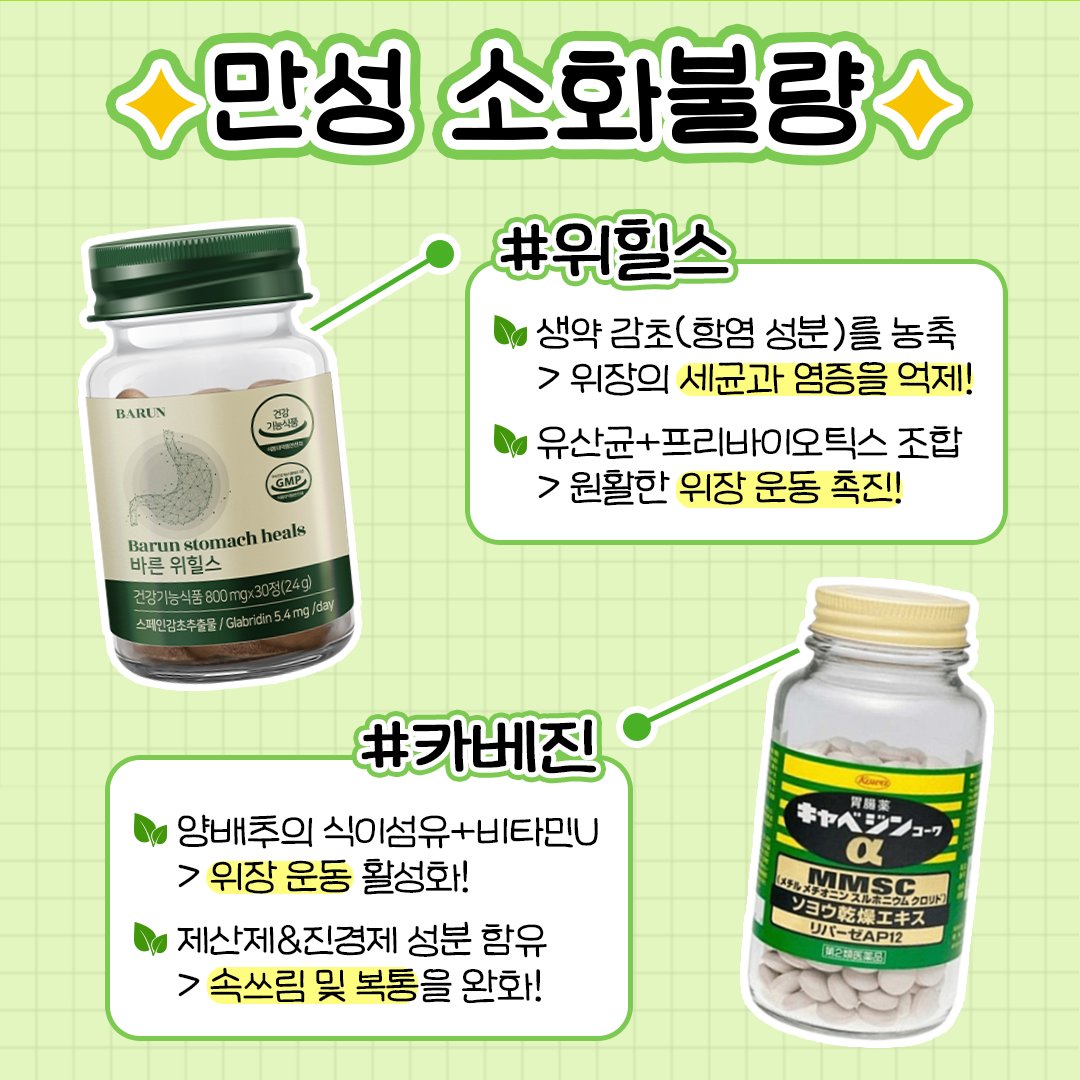 만성 소화불량
#위힐스
생약 감초(항염 성분)를 농축
> 위장의 세균과 염증을 억제!
유산균+프리바이오틱스 조합
> 원활한 위장 운동 촉진!
BARUN
건강
기능식품
GMP
Barun stomach heals
바른 위힐스
건강기능식품 800 mg×30정(24 g)
스페인감초추출물 / Glabridin 5.4 mg /day
#카베진
양배추의 식이섬유+비타민U
> 위장 운동 활성화!
제산제&진경제 성분 함유
> 속쓰림 및 복통을 완화!
Kowa
胃腸薬
キャベジンコーワ
α
MMSC
(メチル メチオニン スルホニウム クロリド)
ソヨウ乾燥エキス
リパーゼAP12
第2類医薬品